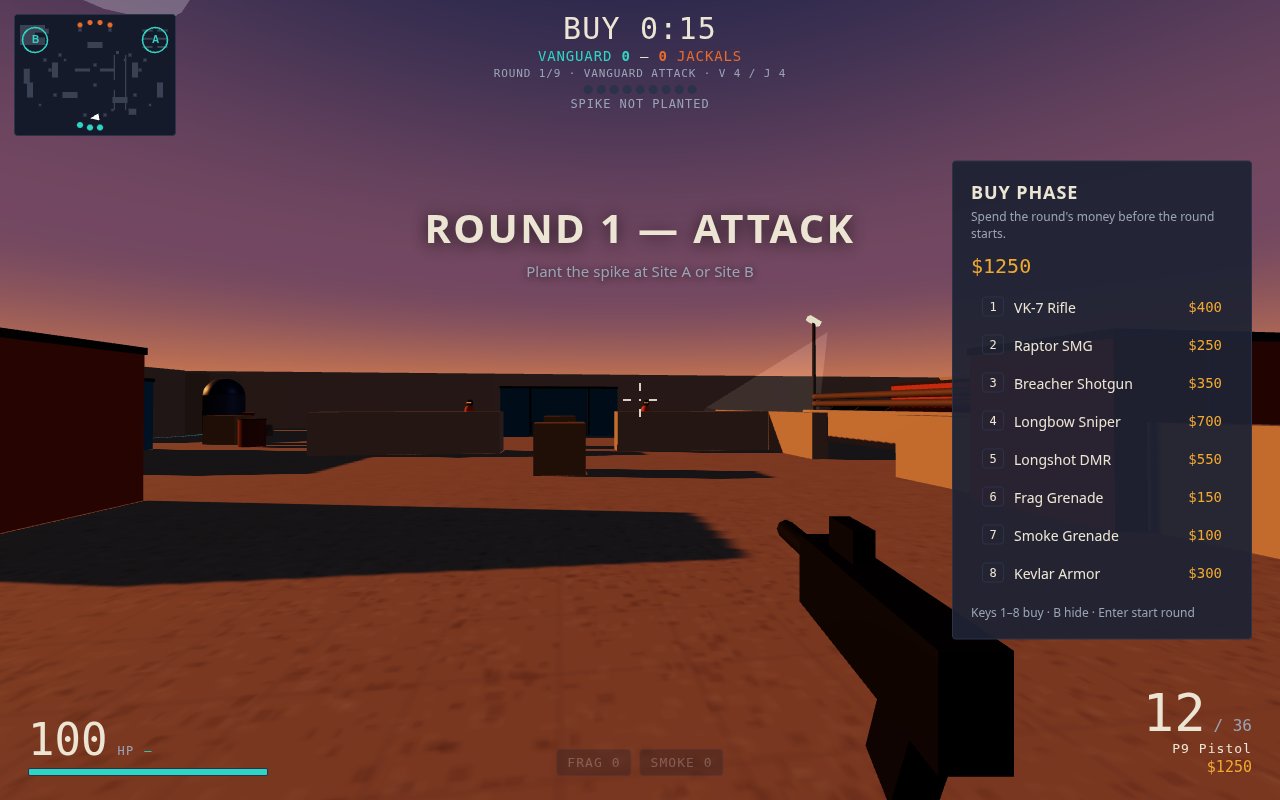 B
A
BUY 0:15
VANGUARD 0 — 0 JACKALS
ROUND 1/9 · VANGUARD ATTACK · V 4 / J 4
SPIKE NOT PLANTED
ROUND 1 — ATTACK
Plant the spike at Site A or Site B
BUY PHASE
Spend the round's money before the round
starts.
$1250
1 VK-7 Rifle $400
2 Raptor SMG $250
3 Breacher Shotgun $350
4 Longbow Sniper $700
5 Longshot DMR $550
6 Frag Grenade $150
7 Smoke Grenade $100
8 Kevlar Armor $300
Keys 1–8 buy · B hide · Enter start round
100 HP —
FRAG 0
SMOKE 0
12 / 36
P9 Pistol
$1250